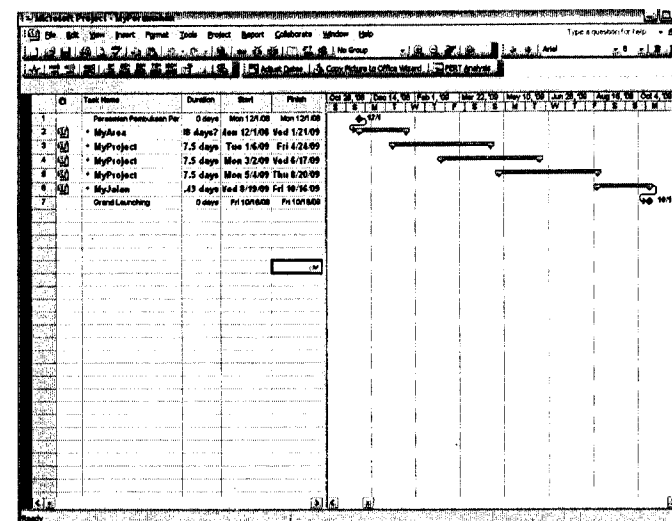 Microsoft Project - MyPerumahan
File Edit View Insert Format Tools Project Report Collaborate Window Help Type a question for help
No Group Arial 8
Adjust Dates Copy Picture to Office Wizard PERT Analysis
Task Name Duration Start Finish Oct 26, '08 Dec 14, '08 Feb 1, '09 Mar 22, '09 May 10, '09 Jun 28, '09 Aug 16, '09 Oct 4, '09
1 Peresmian Pembukaan Per 0 days Mon 12/1/08 Mon 12/1/08 12/1
2 + MyArea 38 days? Mon 12/1/08 Wed 1/21/09
3 + MyProject 7.5 days Tue 1/6/09 Fri 4/24/09
4 + MyProject 7.5 days Mon 3/2/09 Wed 6/17/09
5 + MyProject 7.5 days Mon 5/4/09 Thu 8/20/09
6 + MyJalan .43 days Wed 8/19/09 Fri 10/16/09
7 Grand Launching 0 days Fri 10/16/09 Fri 10/16/09 10/1
Ready